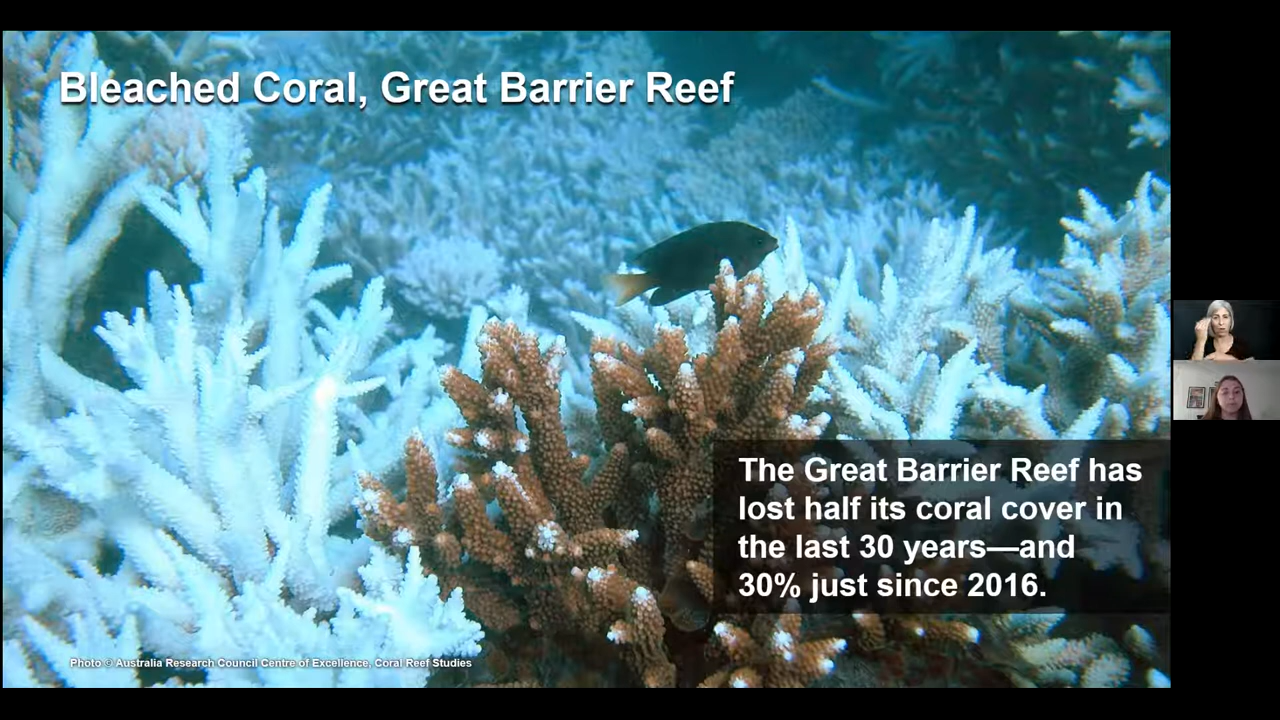 Bleached Coral, Great Barrier Reef
The Great Barrier Reef has
lost half its coral cover in
the last 30 years—and
30% just since 2016.
Photo © Australia Research Council Centre of Excellence, Coral Reef Studies